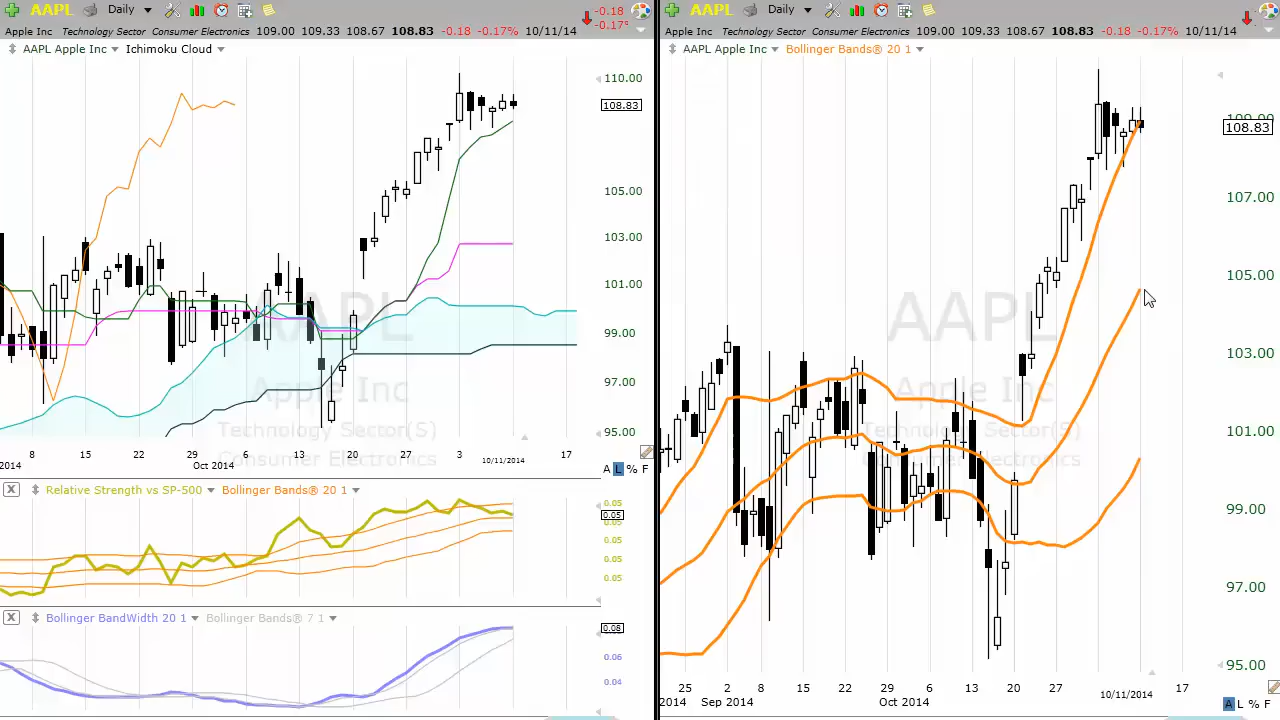 AAPL Daily -0.18 -0.17%
Apple Inc Technology Sector Consumer Electronics 109.00 109.33 108.67 108.83 -0.18 -0.17% 10/11/14
AAPL Apple Inc Ichimoku Cloud
110.00
108.83
105.00
103.00
101.00
99.00
97.00
95.00
AAPL
Apple Inc
Technology Sector(S)
Consumer Electronics
8 15 22 29 6 13 20 27 3 10/11/2014 17
2014 Oct 2014
A L % F
X Relative Strength vs SP-500 Bollinger Bands® 20 1
0.05
0.05
0.05
0.05
0.05
0.05
X Bollinger BandWidth 20 1 Bollinger Bands® 7 1
0.08
0.06
0.04
AAPL Daily
Apple Inc Technology Sector Consumer Electronics 109.00 109.33 108.67 108.83 -0.18 -0.17% 10/11/14
AAPL Apple Inc Bollinger Bands® 20 1
108.83
107.00
105.00
103.00
101.00
99.00
97.00
95.00
AAPL
Apple Inc
Technology Sector(S)
Consumer Electronics
25 2 8 15 22 29 6 13 20 27 10/11/2014 17
2014 Sep 2014 Oct 2014
A L % F